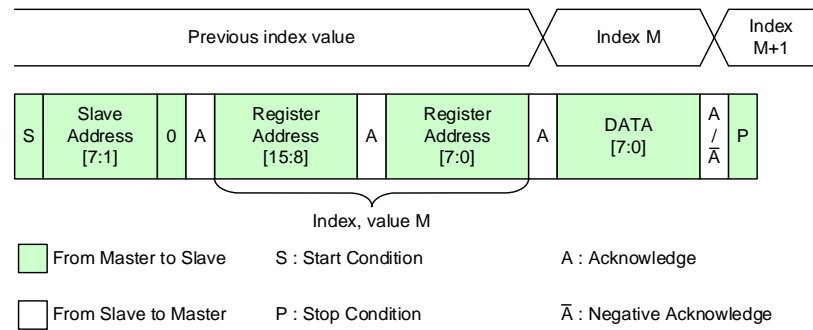 Previous index value
Index M
Index
M+1
S
Slave
Address
[7:1]
0
A
Register
Address
[15:8]
A
Register
Address
[7:0]
A
DATA
[7:0]
A
/
A̅
P
Index, value M
From Master to Slave
S : Start Condition
A : Acknowledge
From Slave to Master
P : Stop Condition
A̅ : Negative Acknowledge